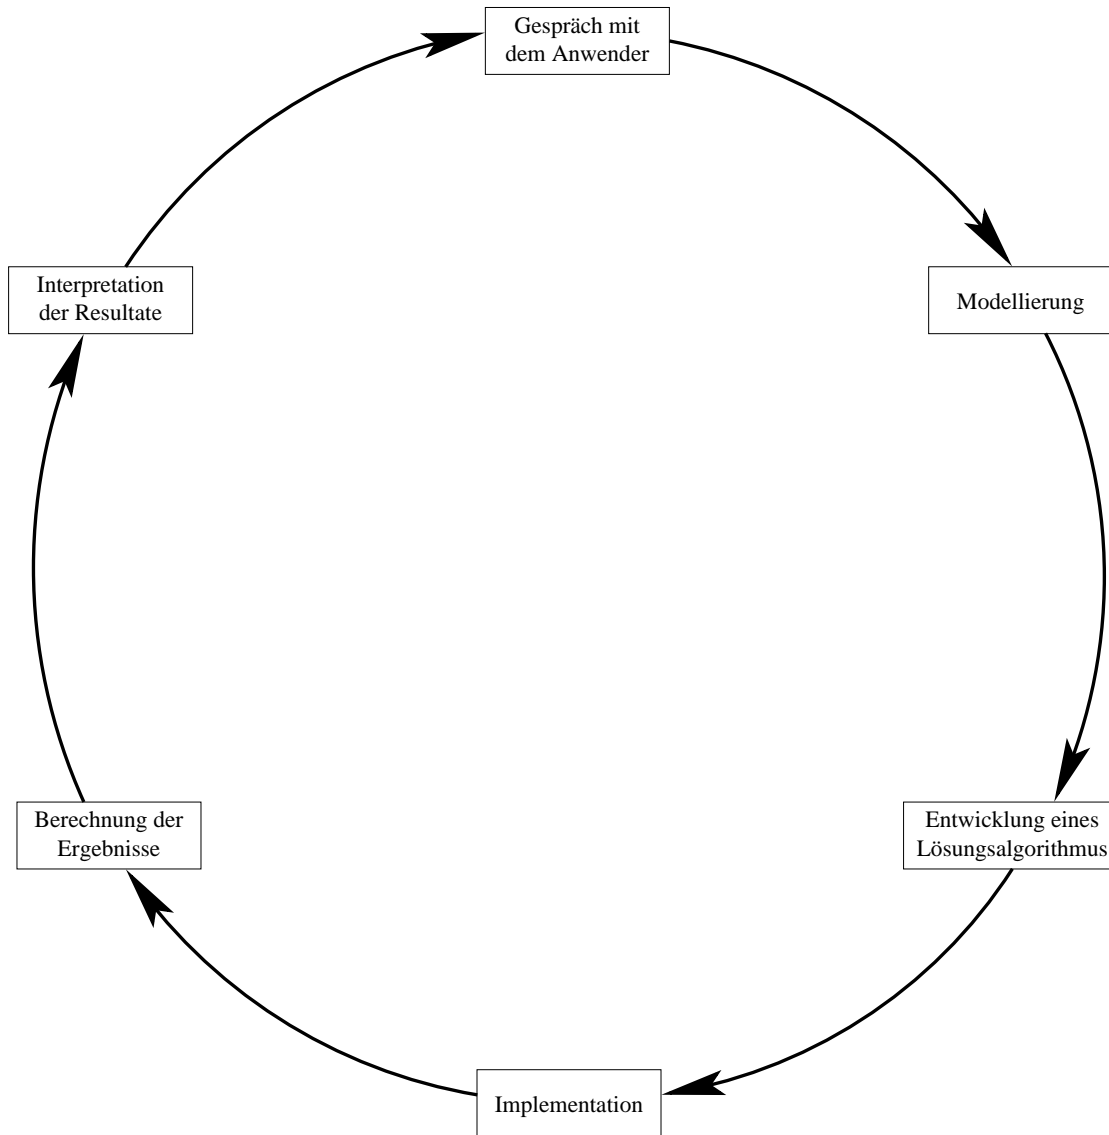 Gespräch mit
dem Anwender
Modellierung
Entwicklung eines
Lösungsalgorithmus
Implementation
Berechnung der
Ergebnisse
Interpretation
der Resultate